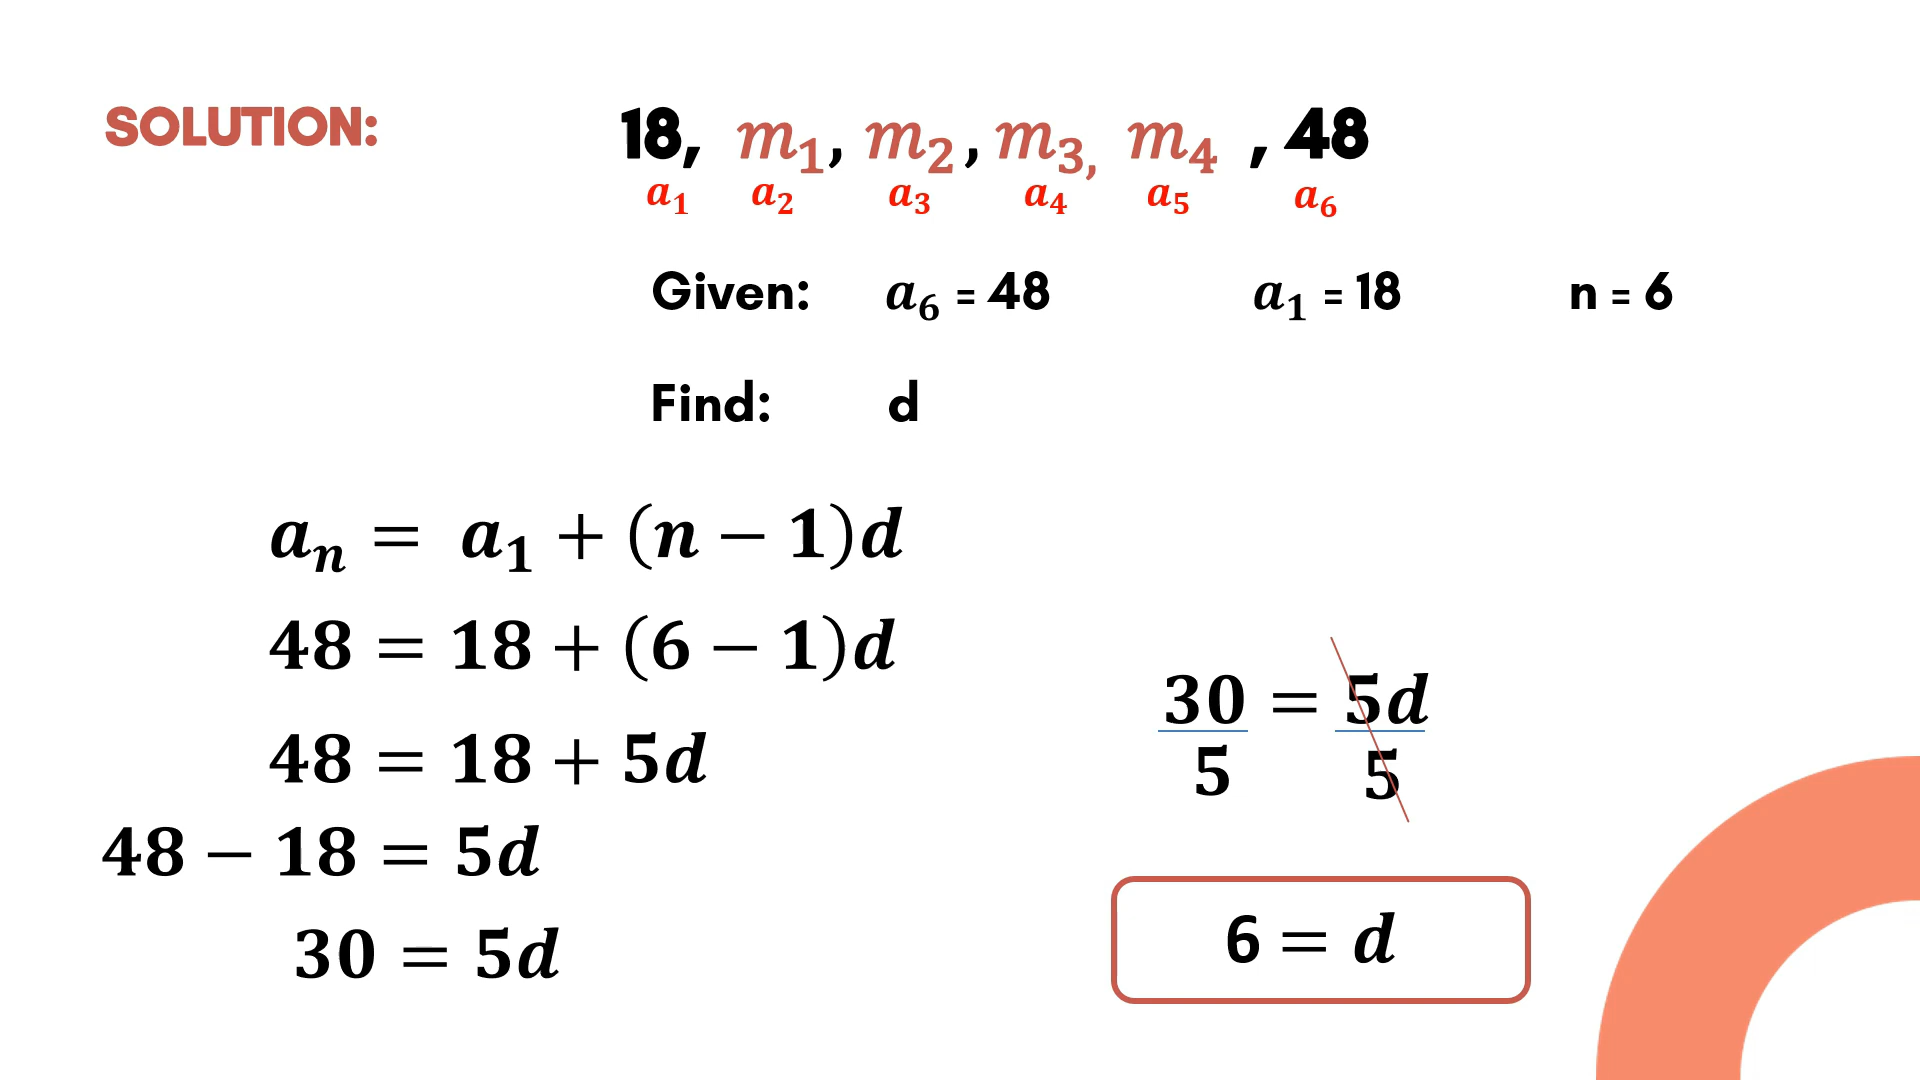 SOLUTION:
18, m₁, m₂, m₃, m₄ , 48
a₁ a₂ a₃ a₄ a₅ a₆
Given: a₆ = 48 a₁ = 18 n = 6
Find: d
aₙ = a₁ + (n − 1)d
48 = 18 + (6 − 1)d
48 = 18 + 5d
48 − 18 = 5d
30 = 5d
30 = 5d
5 5
6 = d